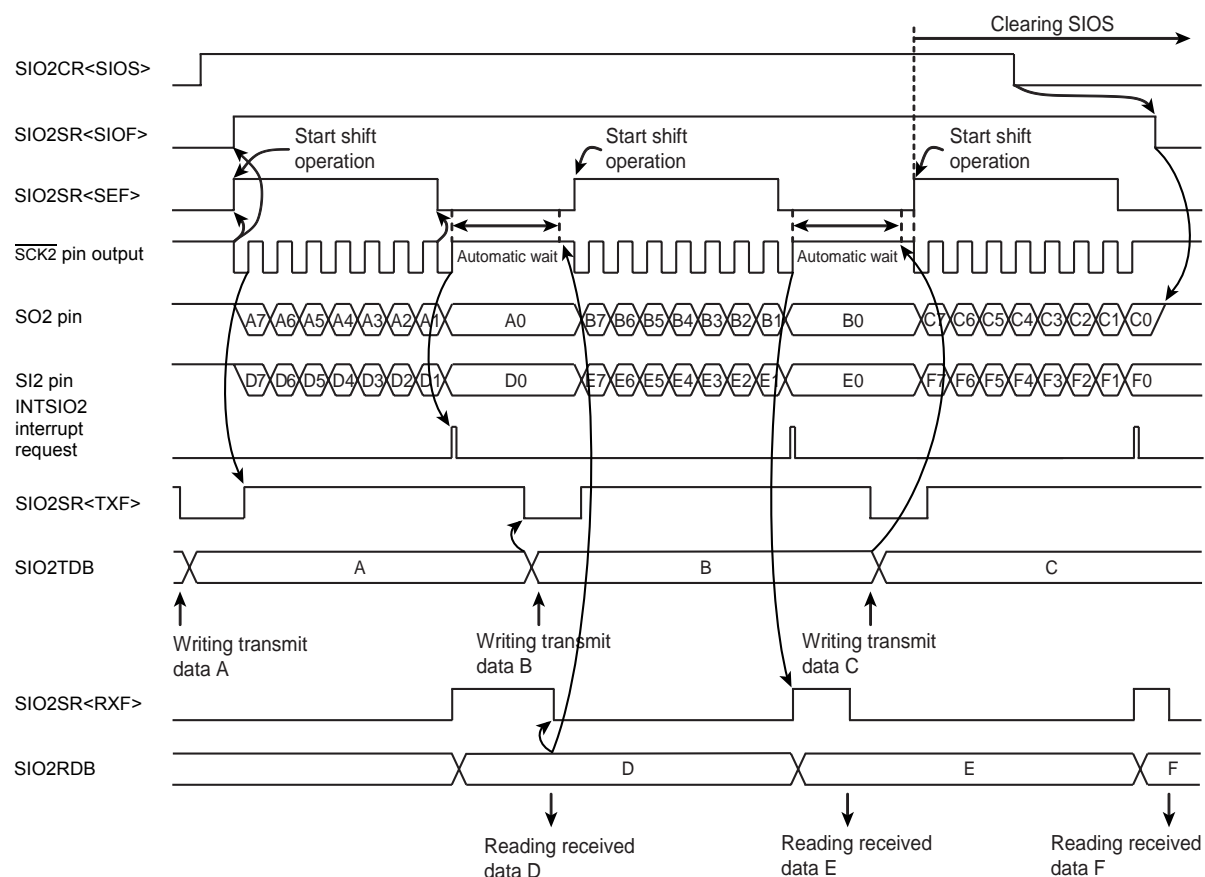 Clearing SIOS
SIO2CR<SIOS>
SIO2SR<SIOF>
Start shift
operation
Start shift
operation
Start shift
operation
SIO2SR<SEF>
SCK2 pin output
Automatic wait
Automatic wait
SO2 pin
A7 A6 A5 A4 A3 A2 A1 A0 B7 B6 B5 B4 B3 B2 B1 B0 C7 C6 C5 C4 C3 C2 C1 C0
SI2 pin
D7 D6 D5 D4 D3 D2 D1 D0 E7 E6 E5 E4 E3 E2 E1 E0 F7 F6 F5 F4 F3 F2 F1 F0
INTSIO2
interrupt
request
SIO2SR<TXF>
SIO2TDB
A B C
Writing transmit
data A
Writing transmit
data B
Writing transmit
data C
SIO2SR<RXF>
SIO2RDB
D E F
Reading received
data D
Reading received
data E
Reading received
data F